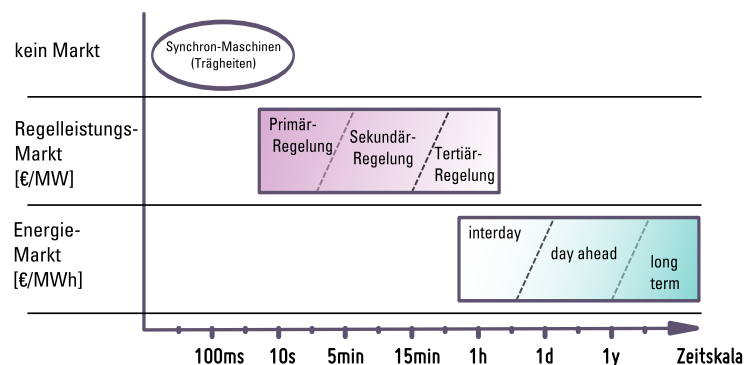 kein Markt
Synchron-Maschinen
(Trägheiten)
Regelleistungs-
Markt
[€/MW]
Primär-
Regelung
Sekundär-
Regelung
Tertiär-
Regelung
Energie-
Markt
[€/MWh]
interday
day ahead
long
term
100ms 10s 5min 15min 1h 1d 1y Zeitskala